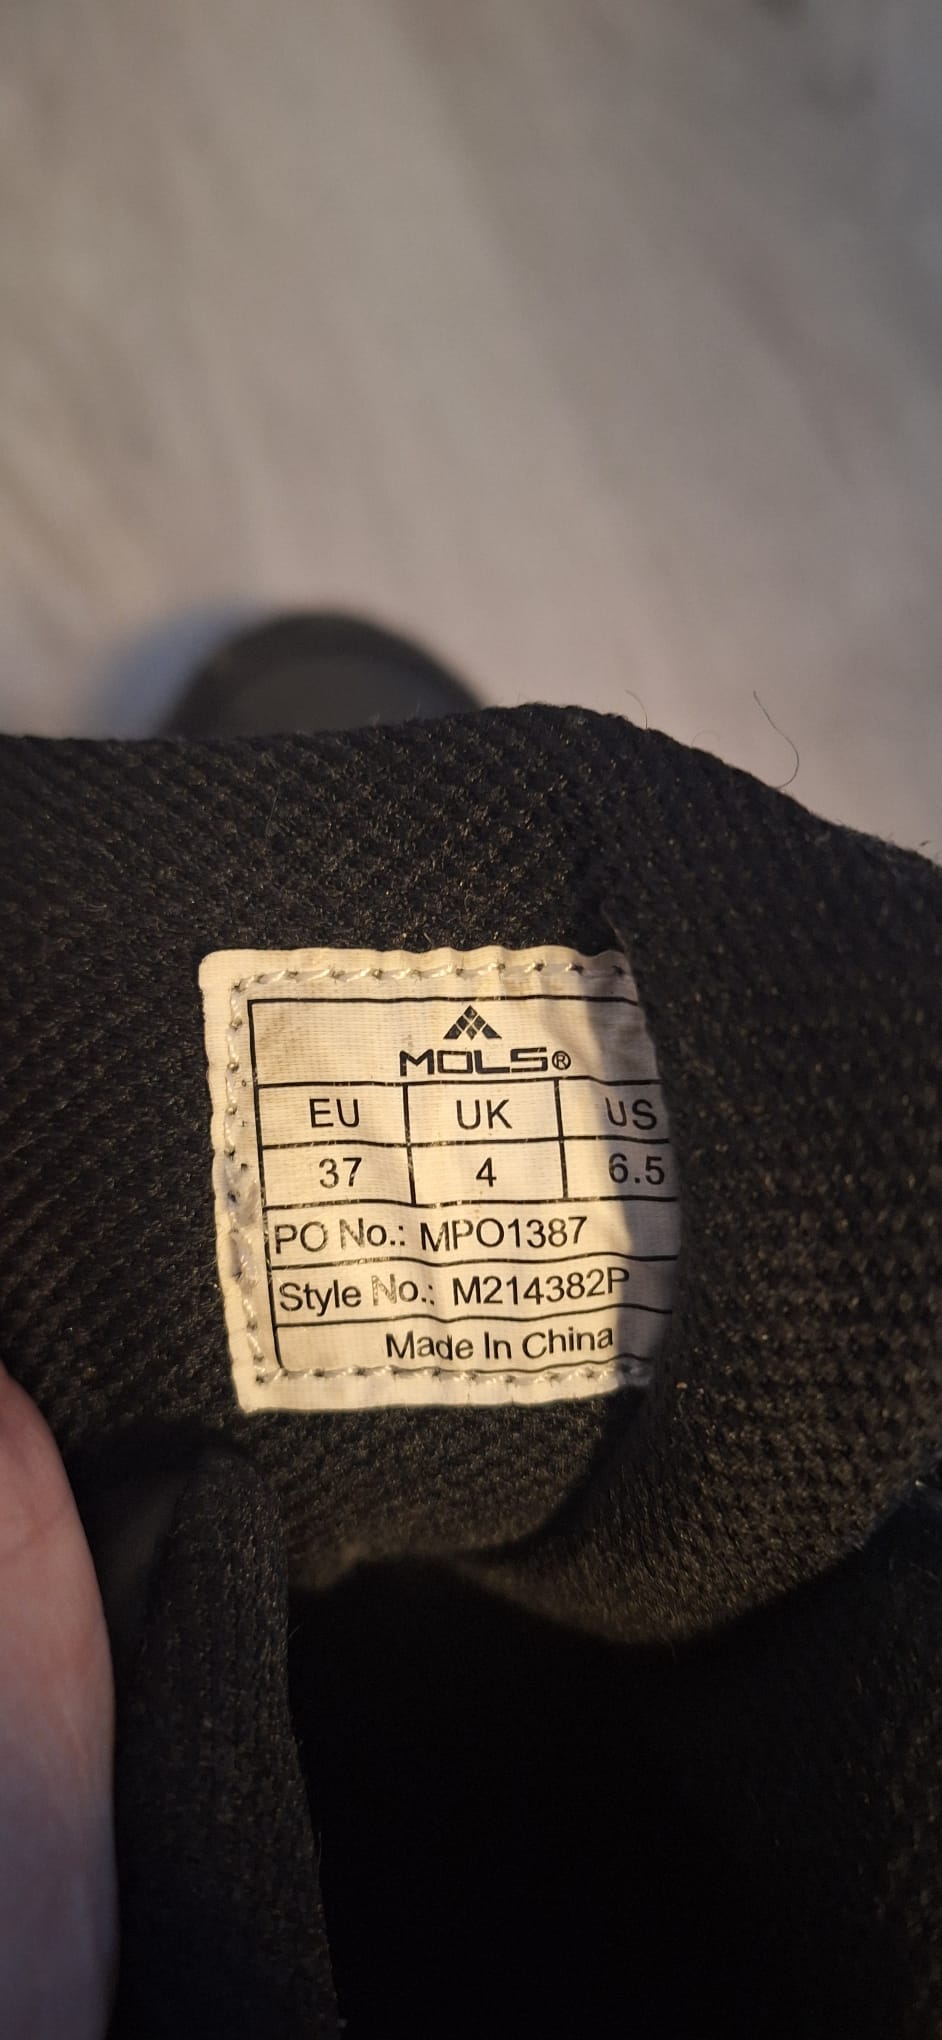 MOLS®
EU UK US
37 4 6.5
PO No.: MPO1387
Style No.: M214382P
Made In China